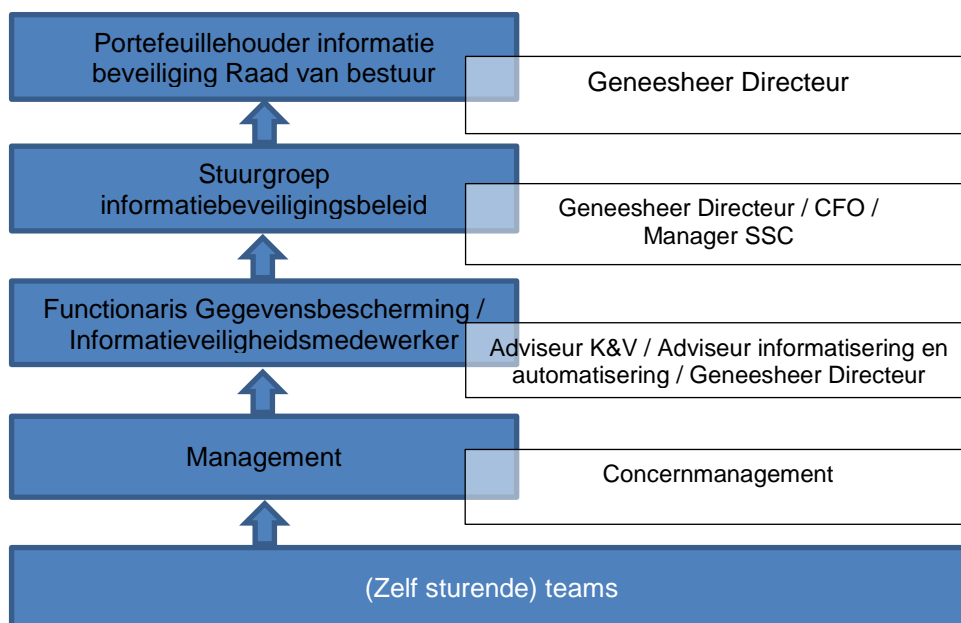 Portefeuillehouder informatie
beveiliging Raad van bestuur
Geneesheer Directeur
Stuurgroep
informatiebeveiligingsbeleid
Geneesheer Directeur / CFO /
Manager SSC
Functionaris Gegevensbescherming /
Informatieveiligheidsmedewerker
Adviseur K&V / Adviseur informatisering en
automatisering / Geneesheer Directeur
Management
Concernmanagement
(Zelf sturende) teams